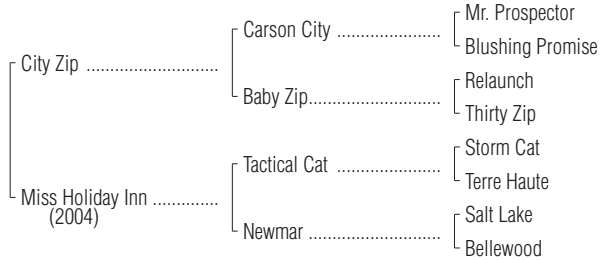 Mr. Prospector
Carson City ....................
Blushing Promise
City Zip .........................
Relaunch
Baby Zip.........................
Thirty Zip
Storm Cat
Tactical Cat ....................
Terre Haute
Miss Holiday Inn .............
(2004)
Salt Lake
Newmar .........................
Bellewood